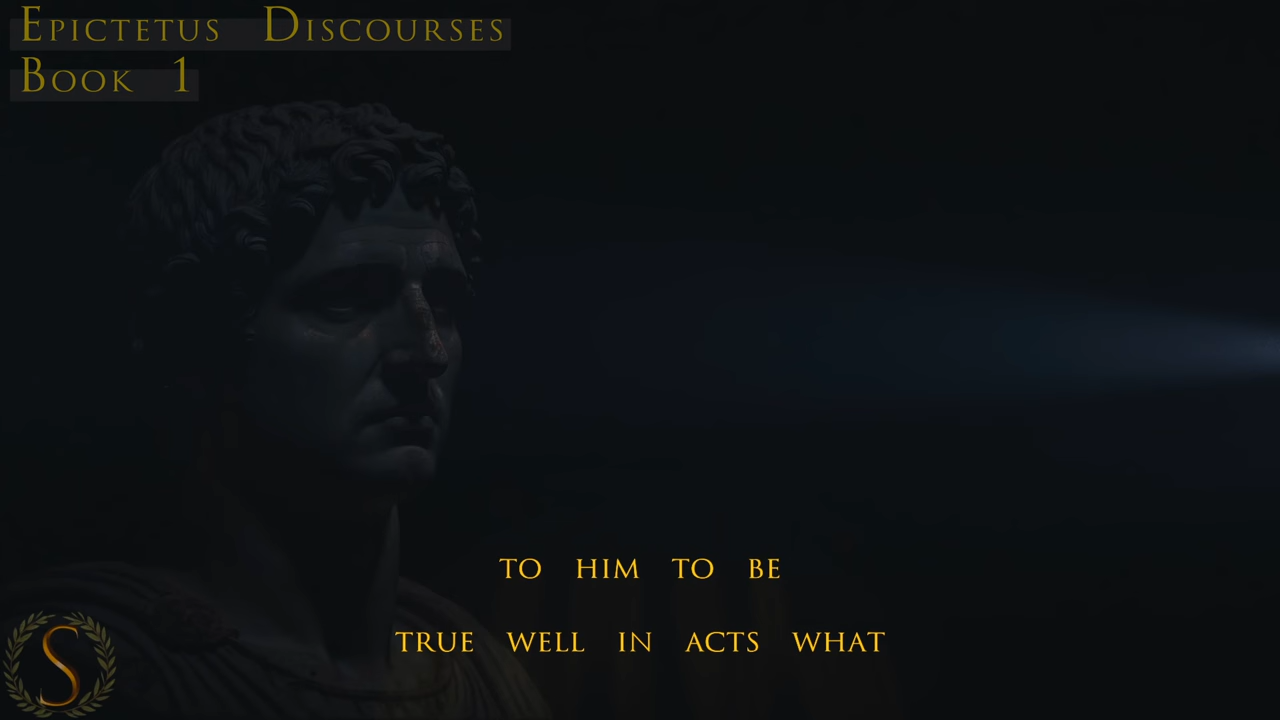 Epictetus Discourses
Book 1
TO HIM TO BE
TRUE WELL IN ACTS WHAT
S